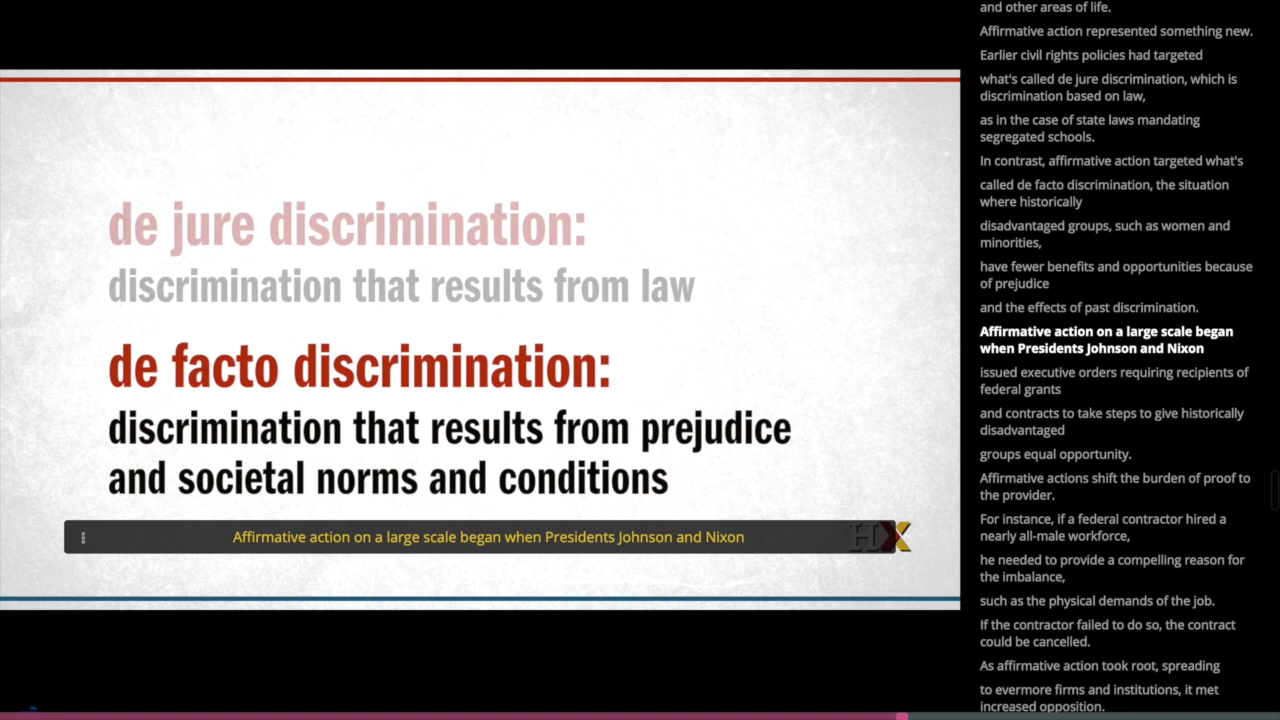 de jure discrimination:
discrimination that results from law
de facto discrimination:
discrimination that results from prejudice
and societal norms and conditions
Affirmative action on a large scale began when Presidents Johnson and Nixon
HX
and other areas of life.
Affirmative action represented something new.
Earlier civil rights policies had targeted
what's called de jure discrimination, which is
discrimination based on law,
as in the case of state laws mandating
segregated schools.
In contrast, affirmative action targeted what's
called de facto discrimination, the situation
where historically
disadvantaged groups, such as women and
minorities,
have fewer benefits and opportunities because
of prejudice
and the effects of past discrimination.
Affirmative action on a large scale began
when Presidents Johnson and Nixon
issued executive orders requiring recipients of
federal grants
and contracts to take steps to give historically
disadvantaged
groups equal opportunity.
Affirmative actions shift the burden of proof to
the provider.
For instance, if a federal contractor hired a
nearly all-male workforce,
he needed to provide a compelling reason for
the imbalance,
such as the physical demands of the job.
If the contractor failed to do so, the contract
could be cancelled.
As affirmative action took root, spreading
to evermore firms and institutions, it met
increased opposition.